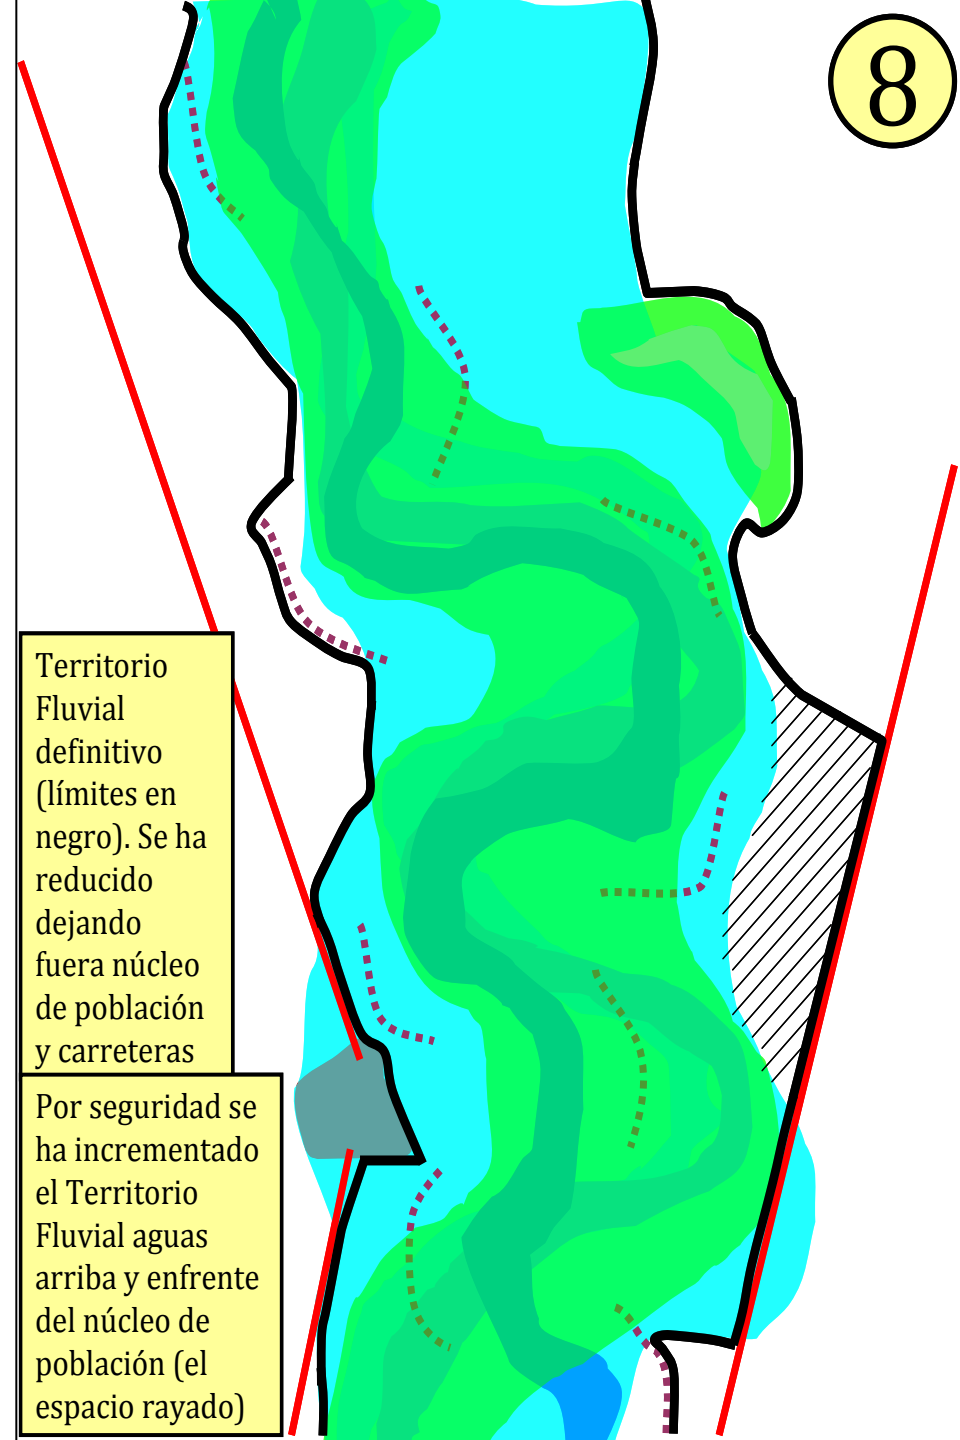 8
Territorio
Fluvial
definitivo
(límites en
negro). Se ha
reducido
dejando
fuera núcleo
de población
y carreteras
Por seguridad se
ha incrementado
el Territorio
Fluvial aguas
arriba y enfrente
del núcleo de
población (el
espacio rayado)